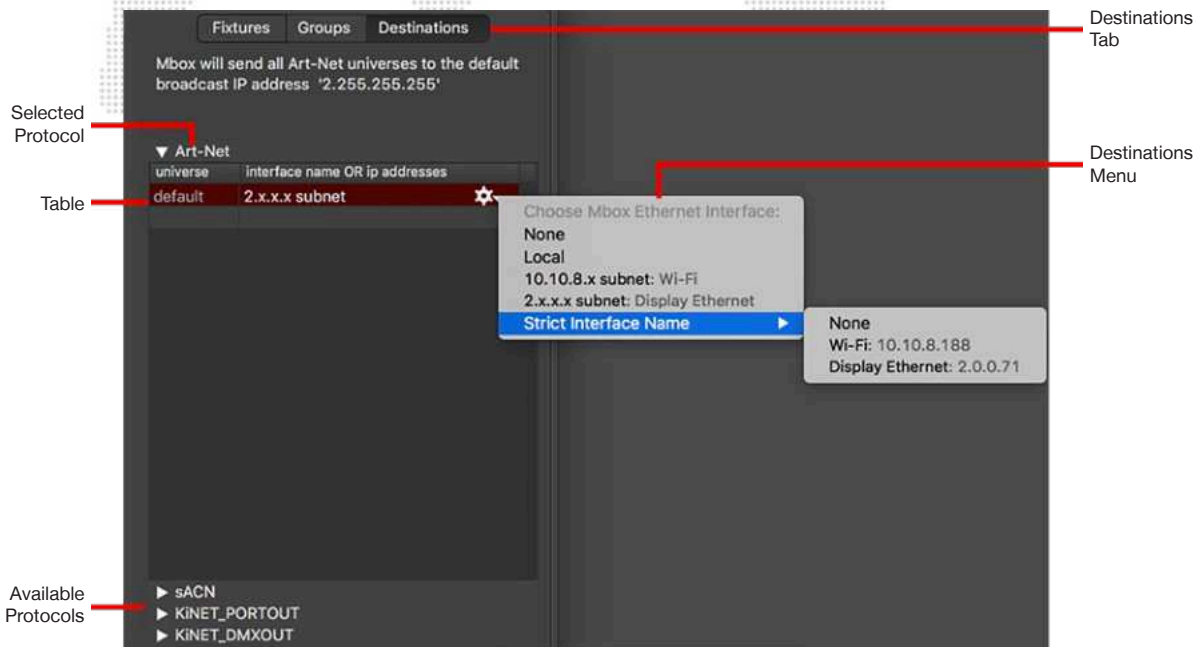 Fixtures Groups Destinations
Destinations
Tab
Mbox will send all Art-Net universes to the default
broadcast IP address '2.255.255.255'
Selected
Protocol
▼ Art-Net
universe interface name OR ip addresses
Destinations
Menu
Table
default 2.x.x.x subnet
Choose Mbox Ethernet Interface:
None
Local
10.10.8.x subnet: Wi-Fi
2.x.x.x subnet: Display Ethernet
Strict Interface Name ▶
None
Wi-Fi: 10.10.8.188
Display Ethernet: 2.0.0.71
Available
Protocols
▶ sACN
▶ KiNET_PORTOUT
▶ KiNET_DMXOUT